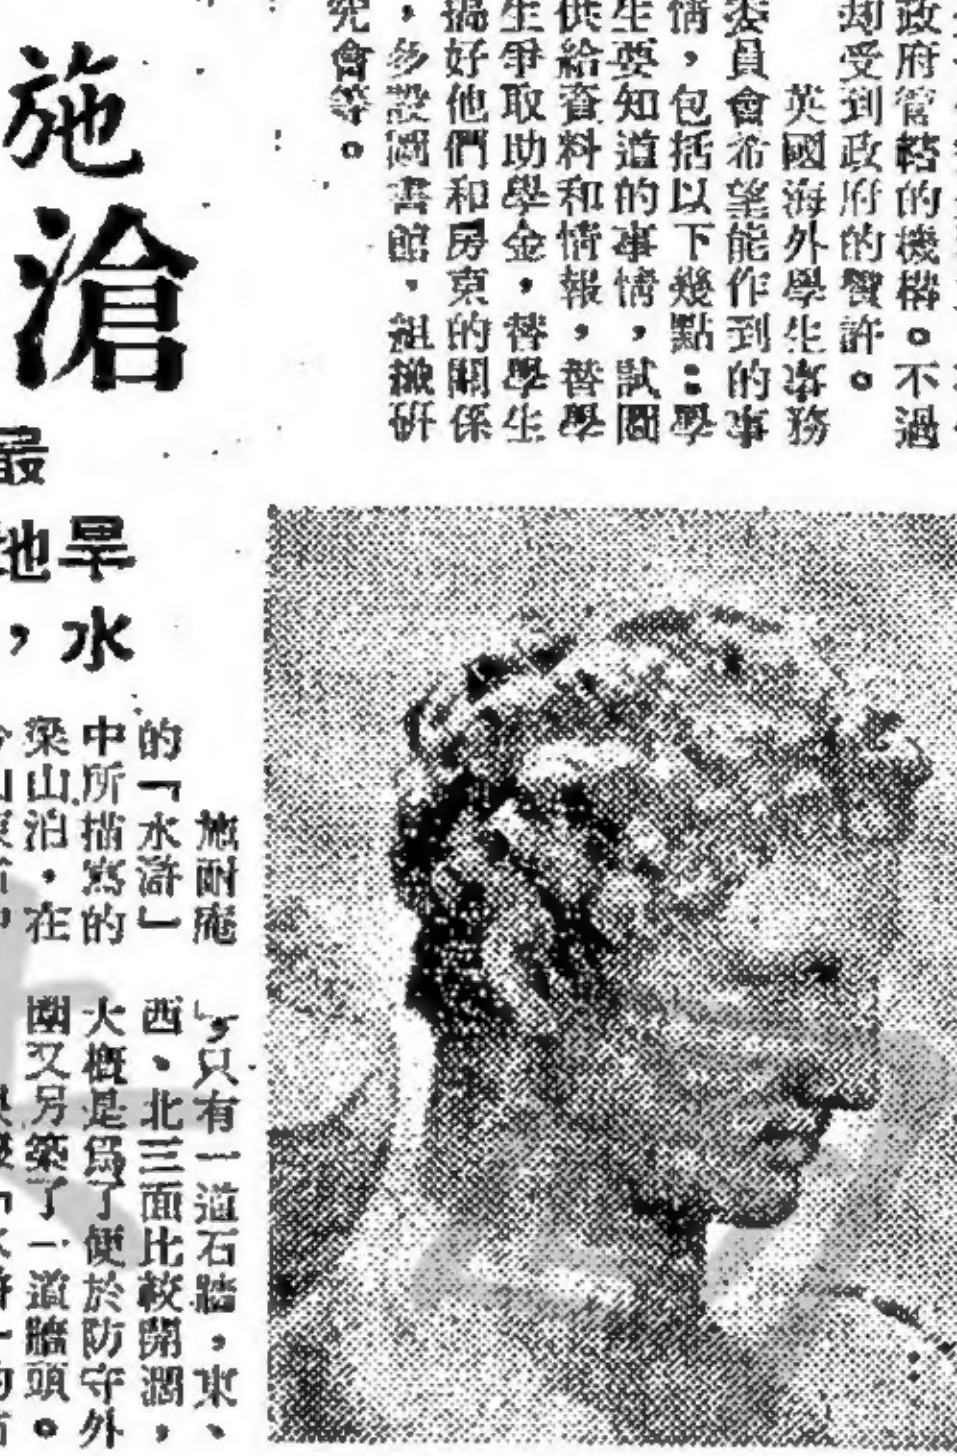 政府管轄的機構。不過
却受到政府的贊許。
英國海外學生事務
委員會希望能作到的事
情,包括以下幾點:學
生要知道的事情,試圖
供給資料和情報,替學
生爭取助學金,替學生
搞好他們和房東的關係
,多設圖書館,組織研
究會等。
施
滄
最
旱
地
水
,
施耐庵
的「水滸」
中所描寫的
梁山泊,在
」,只有一道石牆,東、
西、北三面比較開濶,
大概是爲了便於防守外
圍又另築了一道牆頭。